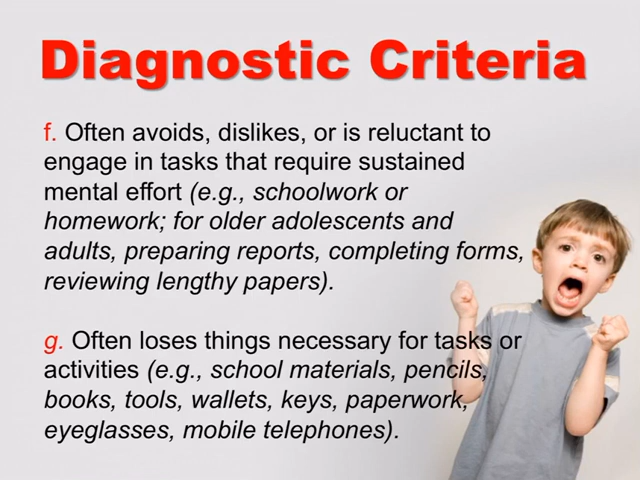 Diagnostic Criteria
f. Often avoids, dislikes, or is reluctant to
engage in tasks that require sustained
mental effort (e.g., schoolwork or
homework; for older adolescents and
adults, preparing reports, completing forms,
reviewing lengthy papers).
g. Often loses things necessary for tasks or
activities (e.g., school materials, pencils,
books, tools, wallets, keys, paperwork,
eyeglasses, mobile telephones).